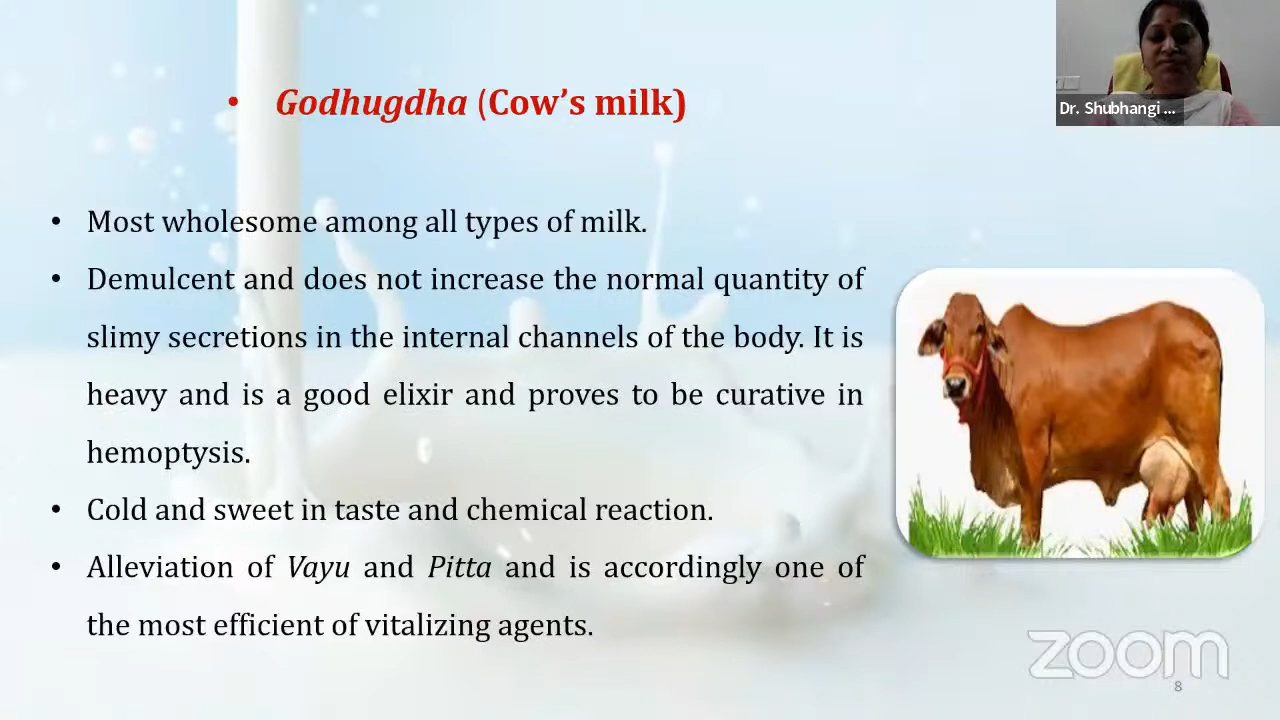 • Godhugdha (Cow’s milk)
Dr. Shubhangi ...
• Most wholesome among all types of milk.
• Demulcent and does not increase the normal quantity of
slimy secretions in the internal channels of the body. It is
heavy and is a good elixir and proves to be curative in
hemoptysis.
• Cold and sweet in taste and chemical reaction.
• Alleviation of Vayu and Pitta and is accordingly one of
the most efficient of vitalizing agents.
zoom
8